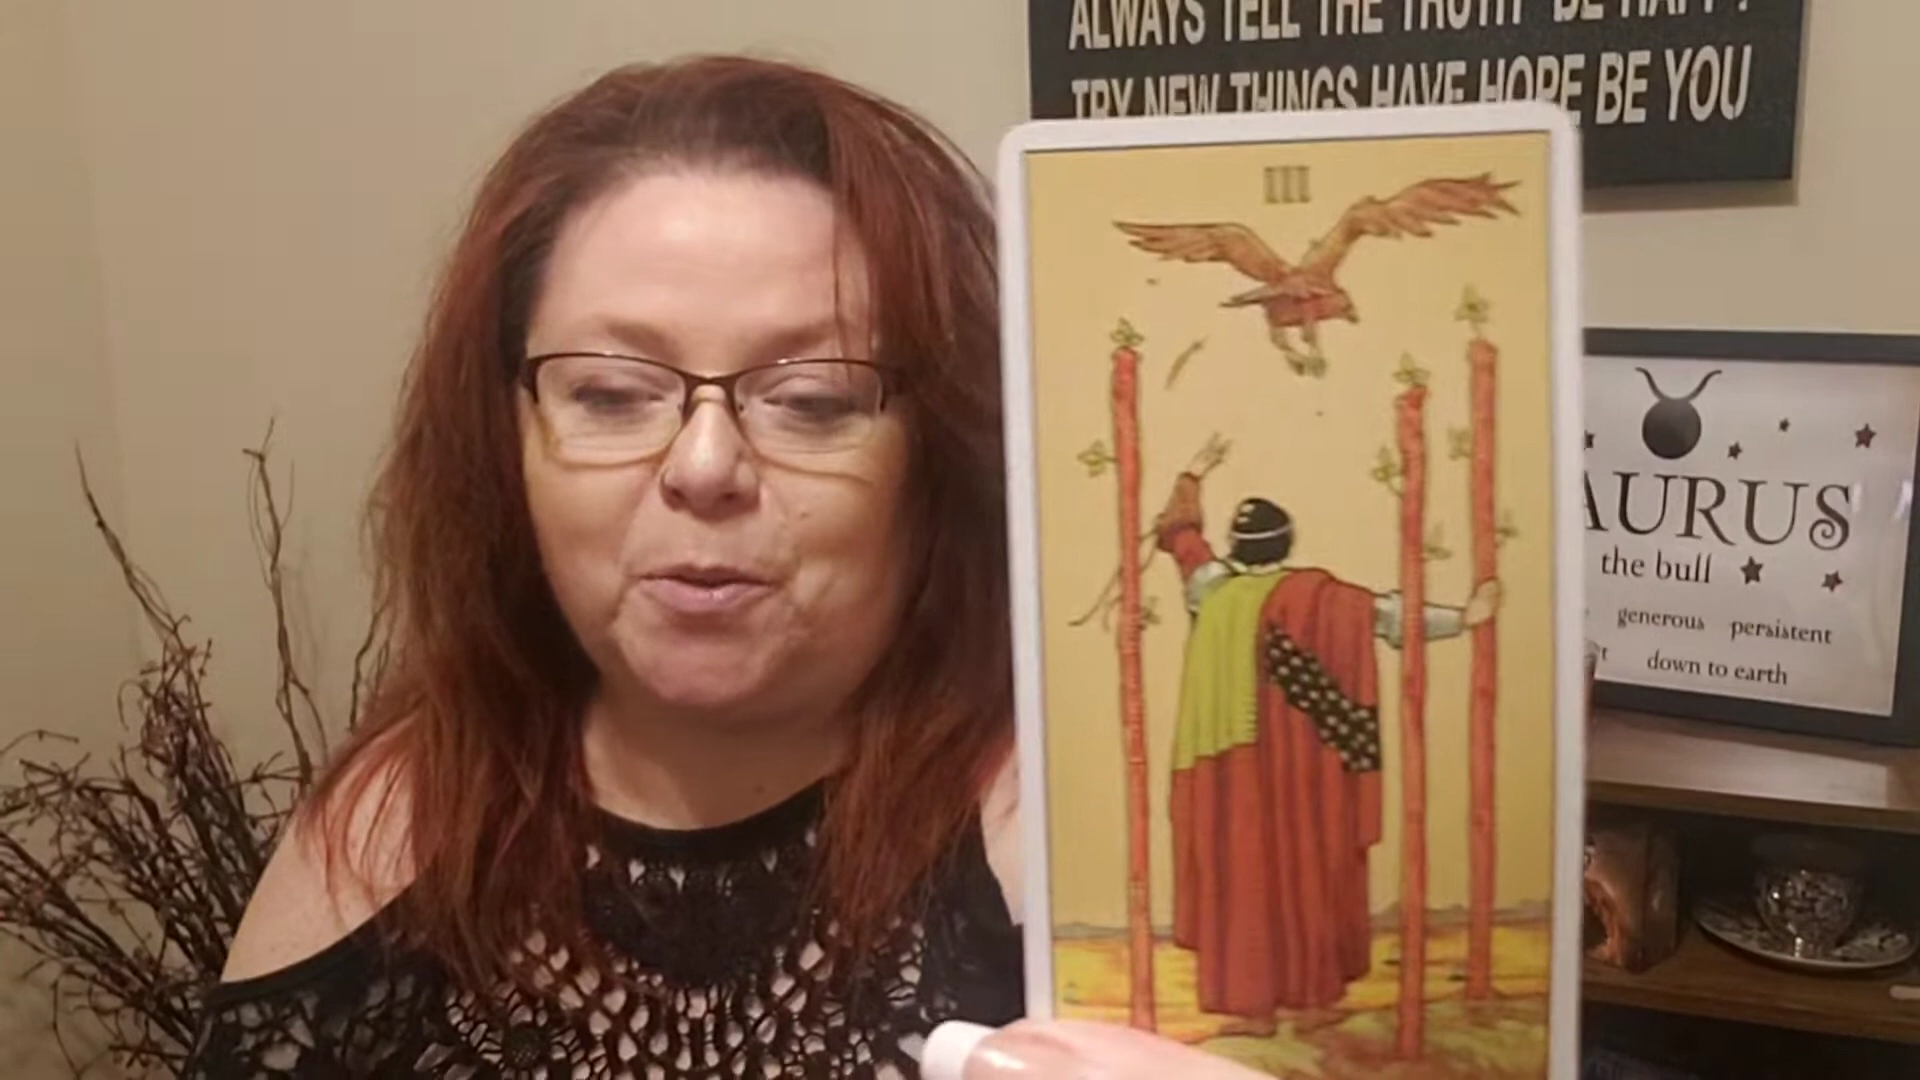 ALWAYS TELL THE TRUTH BE HAPPY
TRY NEW THINGS HAVE HOPE BE YOU
III
AURUS
the bull
generous persistent
down to earth